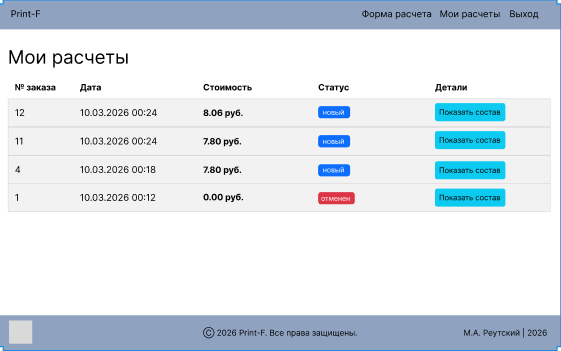 Print-F Форма расчета Мои расчеты Выход
Мои расчеты
№ заказа Дата Стоимость Статус Детали
12 10.03.2026 00:24 8.06 руб. новый Показать состав
11 10.03.2026 00:24 7.80 руб. новый Показать состав
4 10.03.2026 00:18 7.80 руб. новый Показать состав
1 10.03.2026 00:12 0.00 руб. отменен Показать состав
© 2026 Print-F. Все права защищены. М.А. Реутский | 2026